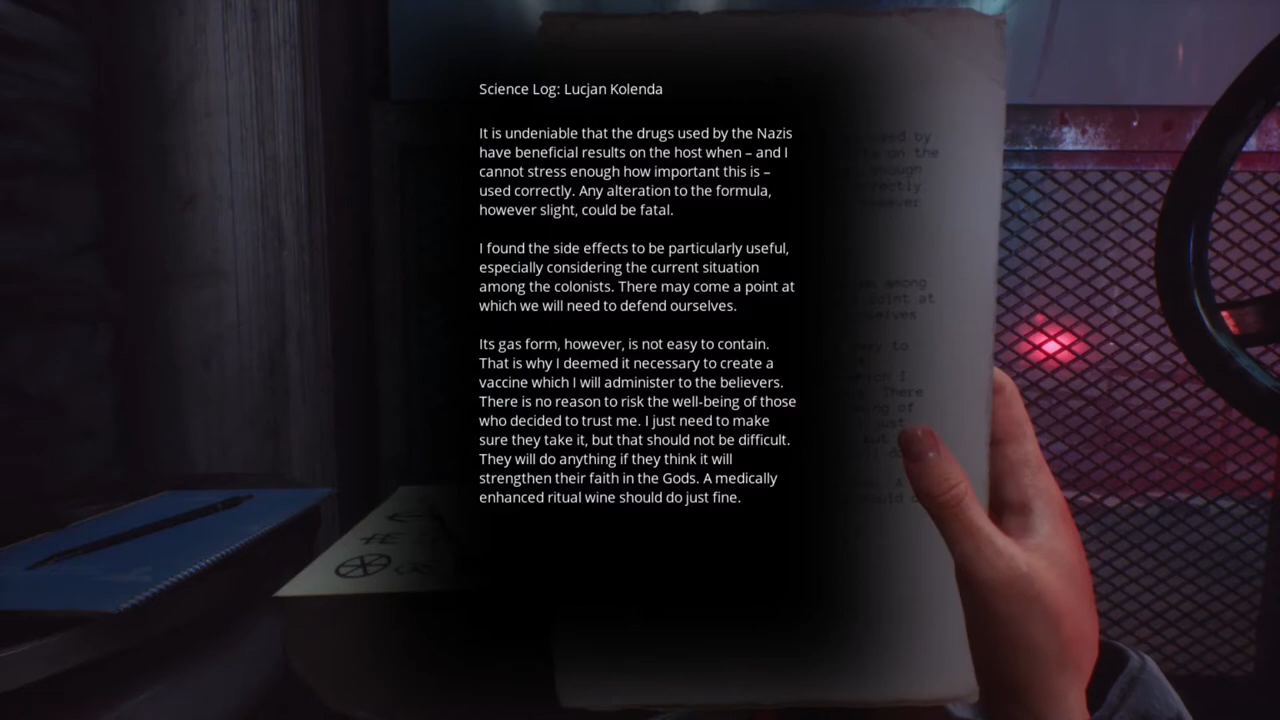 Science Log: Lucjan Kolenda
It is undeniable that the drugs used by the Nazis
have beneficial results on the host when – and I
cannot stress enough how important this is –
used correctly. Any alteration to the formula,
however slight, could be fatal.
I found the side effects to be particularly useful,
especially considering the current situation
among the colonists. There may come a point at
which we will need to defend ourselves.
Its gas form, however, is not easy to contain.
That is why I deemed it necessary to create a
vaccine which I will administer to the believers.
There is no reason to risk the well-being of those
who decided to trust me. I just need to make
sure they take it, but that should not be difficult.
They will do anything if they think it will
strengthen their faith in the Gods. A medically
enhanced ritual wine should do just fine.